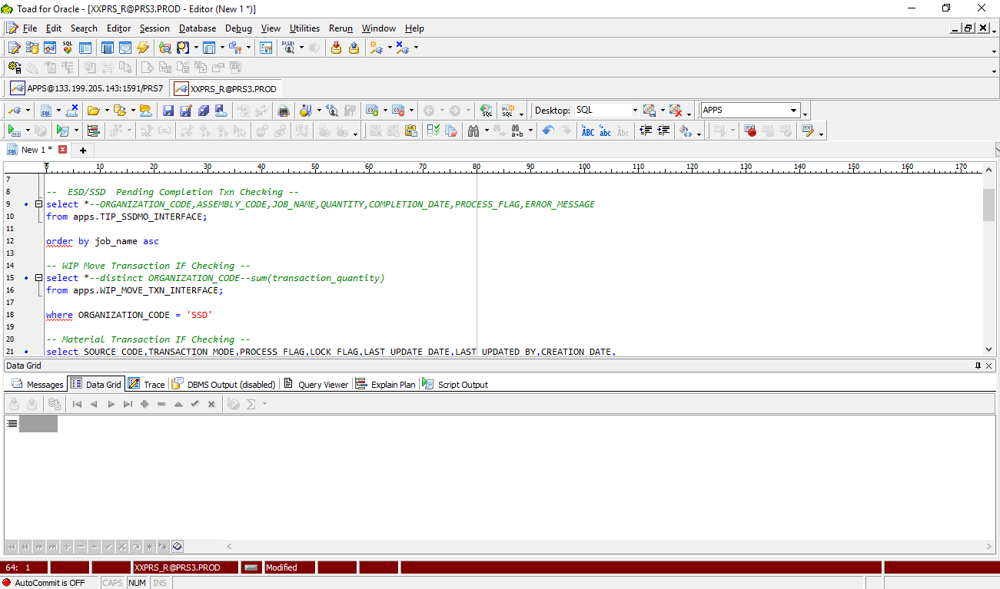 Toad for Oracle - [XXPRS_R@PRS3.PROD - Editor (New 1 *)]
File Edit Search Editor Session Database Debug View Utilities Rerun Window Help
APPS@133.199.205.143:1591/PRS7 XXPRS_R@PRS3.PROD
Desktop: SQL APPS
New 1 *
0 10 20 30 40 50 60 70 80 90 100 110 120 130 140 150 160 170
7
8 -- ESD/SSD Pending Completion Txn Checking --
9 select *--ORGANIZATION_CODE,ASSEMBLY_CODE,JOB_NAME,QUANTITY,COMPLETION_DATE,PROCESS_FLAG,ERROR_MESSAGE
10 from apps.TIP_SSDMO_INTERFACE;
11
12 order by job_name asc
13
14 -- WIP Move Transaction IF Checking --
15 select *--distinct ORGANIZATION_CODE--sum(transaction_quantity)
16 from apps.WIP_MOVE_TXN_INTERFACE;
17
18 where ORGANIZATION_CODE = 'SSD'
19
20 -- Material Transaction IF Checking --
21 select SOURCE_CODE,TRANSACTION_MODE,PROCESS_FLAG,LOCK_FLAG,LAST_UPDATE_DATE,LAST_UPDATED_BY,CREATION_DATE,
Data Grid
Messages Data Grid Trace DBMS Output (disabled) Query Viewer Explain Plan Script Output
64: 1 XXPRS_R@PRS3.PROD Modified
AutoCommit is OFF CAPS NUM INS